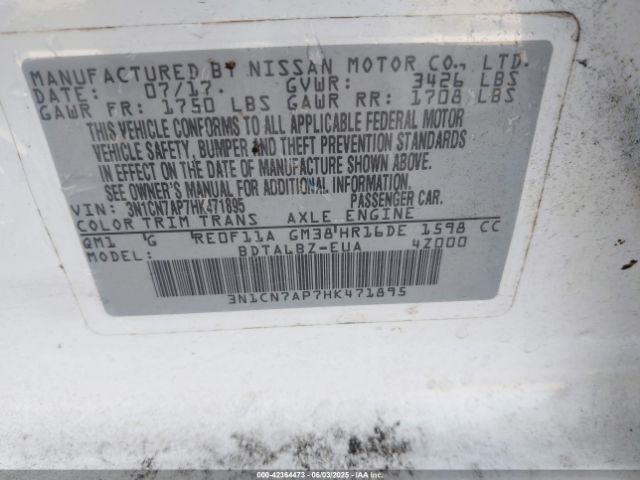 MANUFACTURED BY NISSAN MOTOR CO., LTD.
DATE: 07/17. GVWR: 3426 LBS
GAWR FR: 1750 LBS GAWR RR: 1708 LBS
THIS VEHICLE CONFORMS TO ALL APPLICABLE FEDERAL MOTOR
VEHICLE SAFETY, BUMPER AND THEFT PREVENTION STANDARDS
IN EFFECT ON THE DATE OF MANUFACTURE SHOWN ABOVE.
SEE OWNER'S MANUAL FOR ADDITIONAL INFORMATION.
VIN: 3N1CN7AP7HK471895 PASSENGER CAR.
COLOR TRIM TRANS AXLE ENGINE
QM1 G RE0F11A GM38 HR16DE 1598 CC
MODEL: BDTALBZ-EUA 4Z000
3N1CN7AP7HK471895
00-42364473 - 06/03/2025 - IAA Inc.